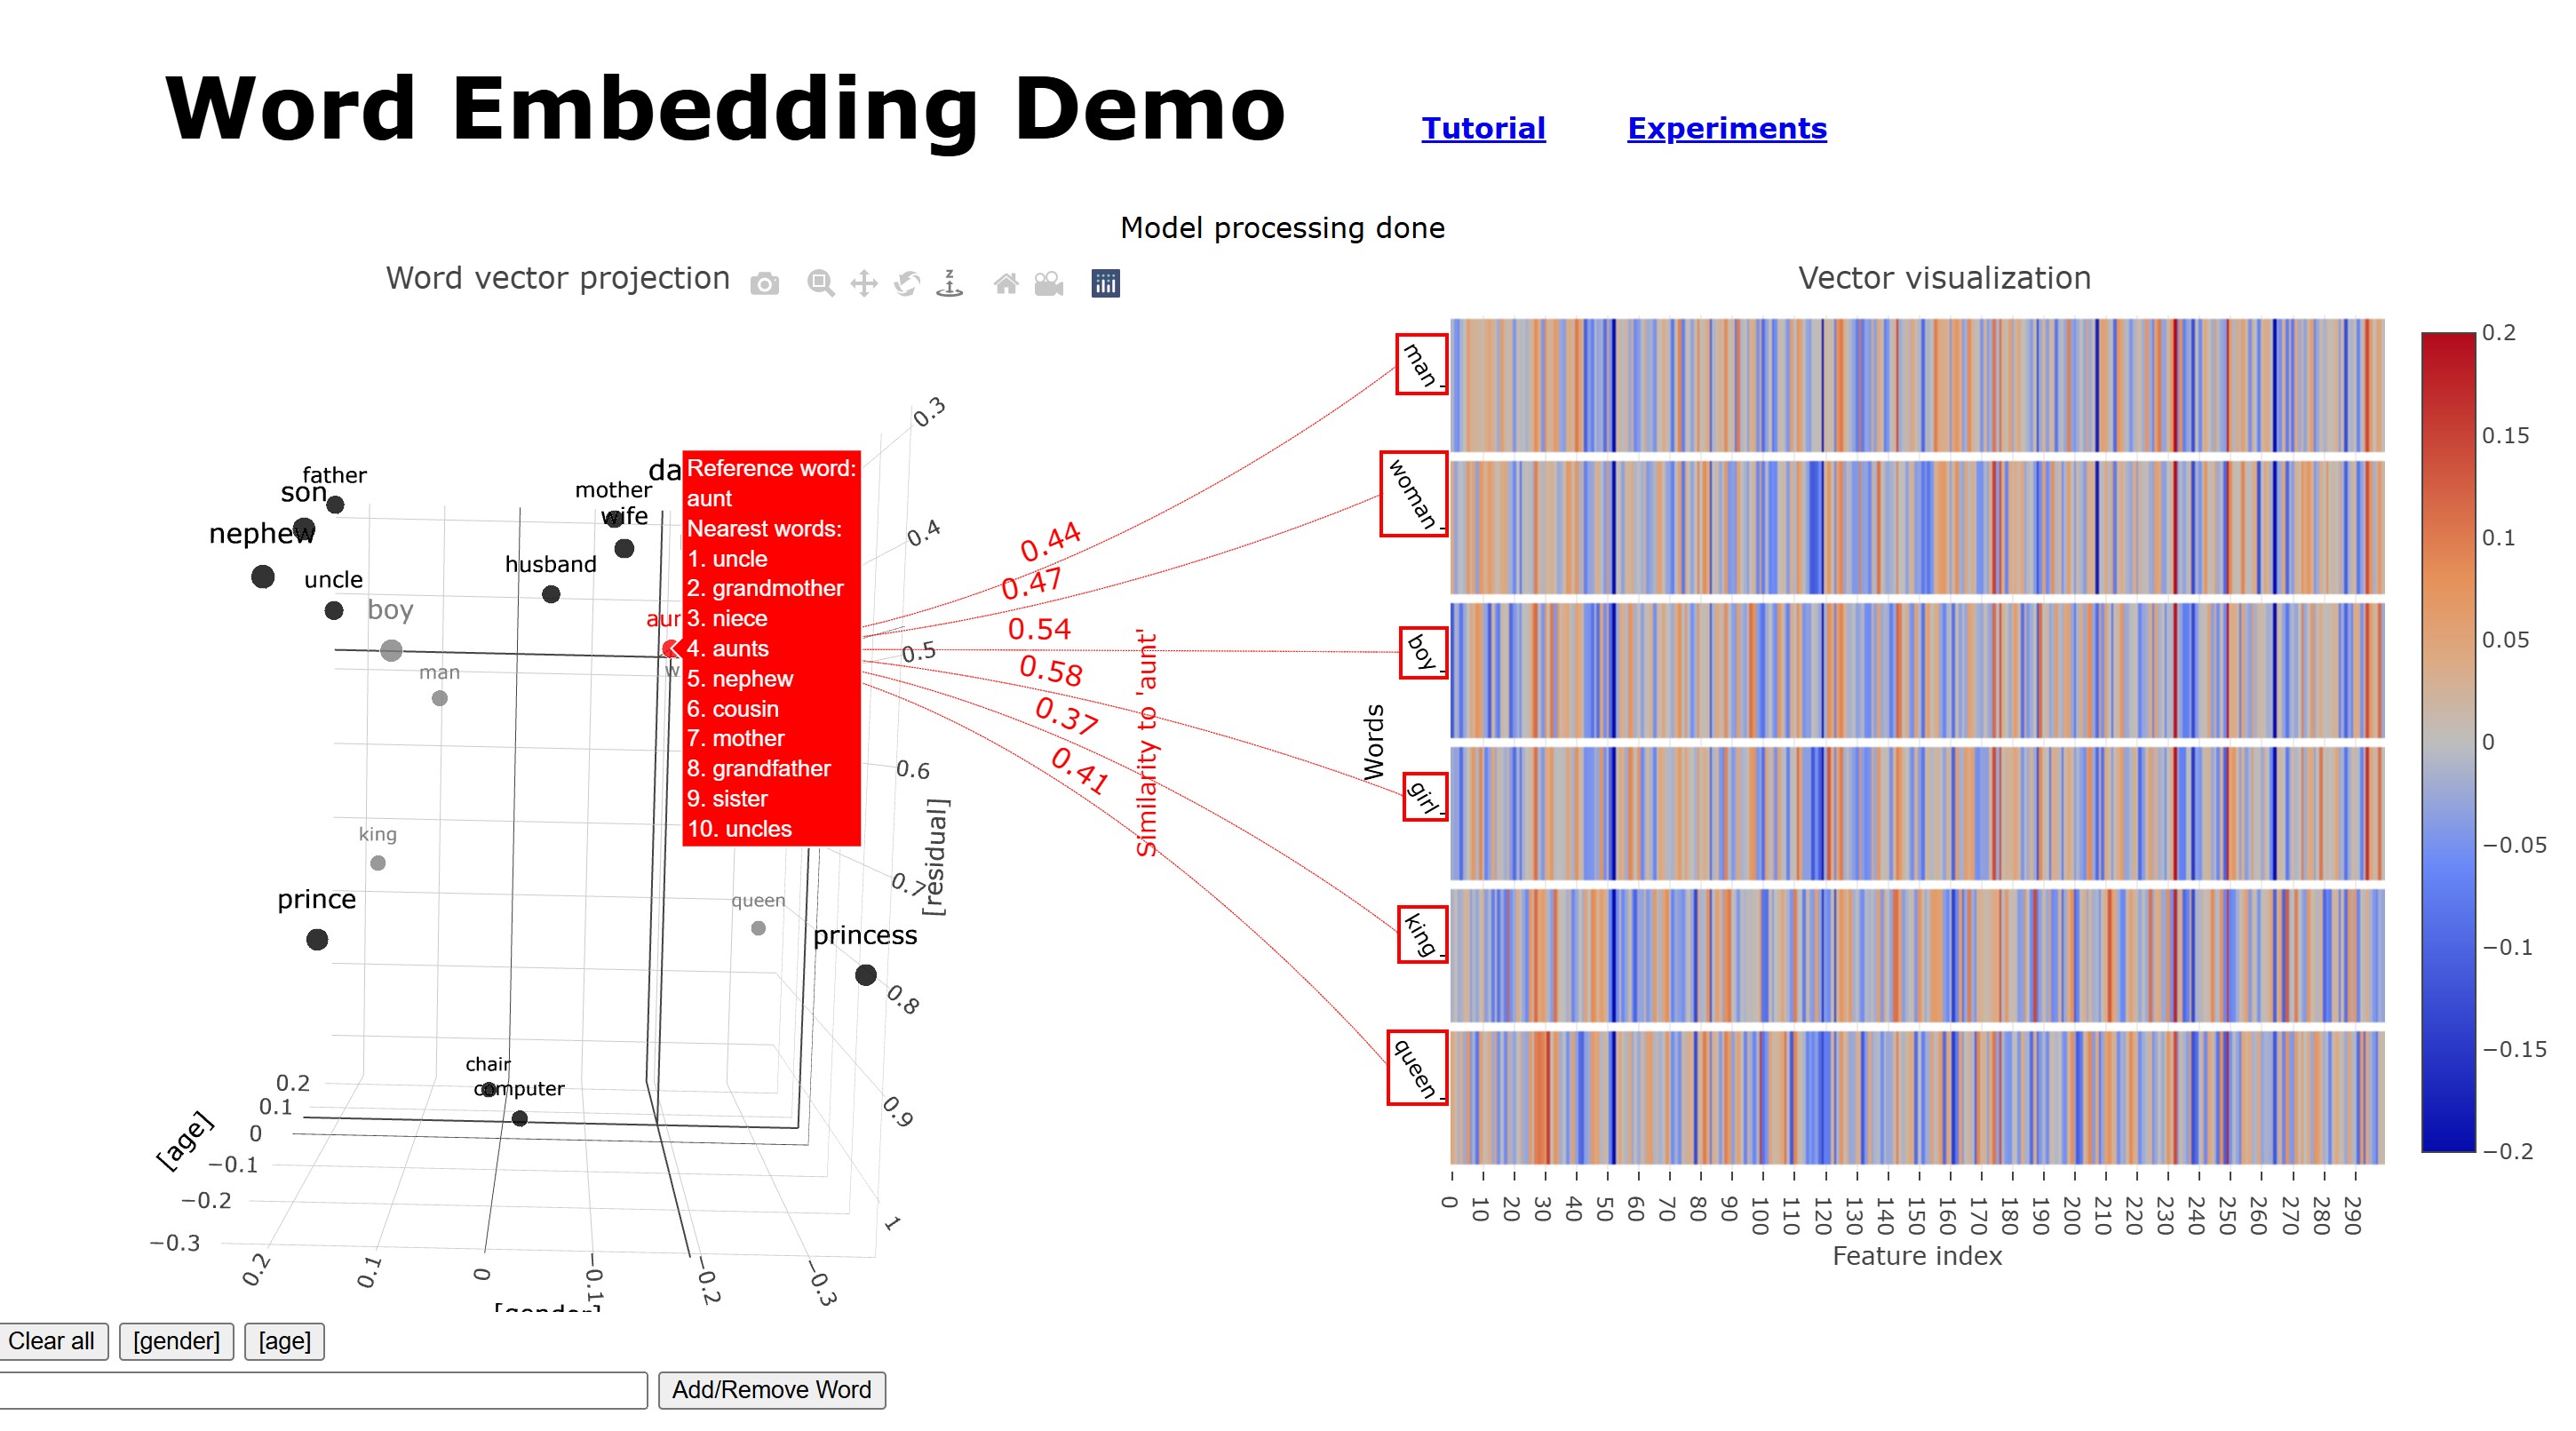 Word Embedding Demo
Tutorial
Experiments
Model processing done
Word vector projection
z
Vector visualization
father
son
nephew
uncle
boy
man
mother
wife
husband
da
aun
w
Reference word:
aunt
Nearest words:
1. uncle
2. grandmother
3. niece
4. aunts
5. nephew
6. cousin
7. mother
8. grandfather
9. sister
10. uncles
king
prince
queen
princess
chair
computer
0.3
0.4
0.5
0.6
0.7
0.8
0.9
1
[residual]
0.2
0.1
0
−0.1
−0.2
−0.3
[age]
0.2
0.1
0
−0.1
−0.2
−0.3
[gender]
0.44
0.47
0.54
0.58
0.37
0.41
Similarity to 'aunt'
Words
man
woman
boy
girl
king
queen
0
10
20
30
40
50
60
70
80
90
100
110
120
130
140
150
160
170
180
190
200
210
220
230
240
250
260
270
280
290
Feature index
0.2
0.15
0.1
0.05
0
−0.05
−0.1
−0.15
−0.2
Clear all
[gender]
[age]
Add/Remove Word